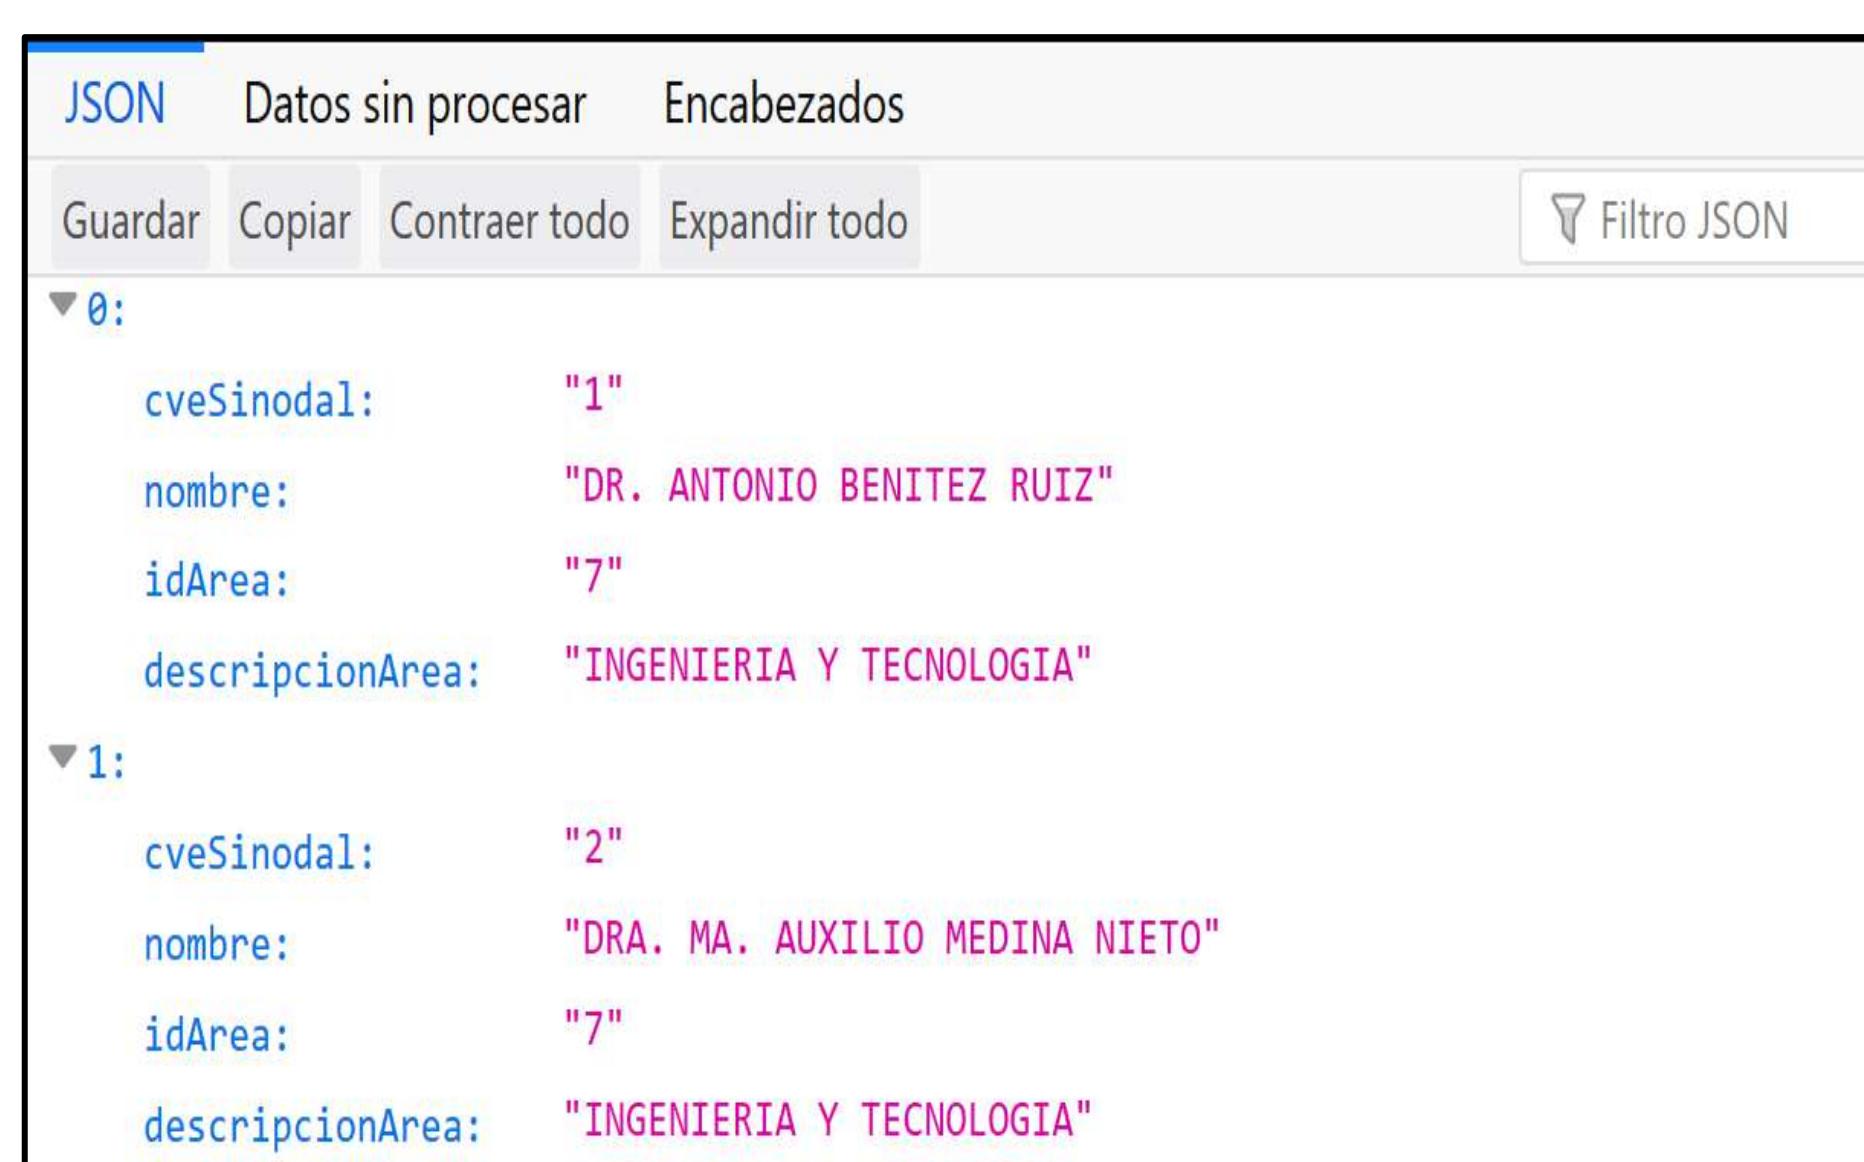 JSON Datos sin procesar Encabezados
Guardar Copiar Contraer todo Expandir todo Filtro JSON
0:
cveSinodal: "1"
nombre: "DR. ANTONIO BENITEZ RUIZ"
idArea: "7"
descripcionArea: "INGENIERIA Y TECNOLOGIA"
1:
cveSinodal: "2"
nombre: "DRA. MA. AUXILIO MEDINA NIETO"
idArea: "7"
descripcionArea: "INGENIERIA Y TECNOLOGIA"